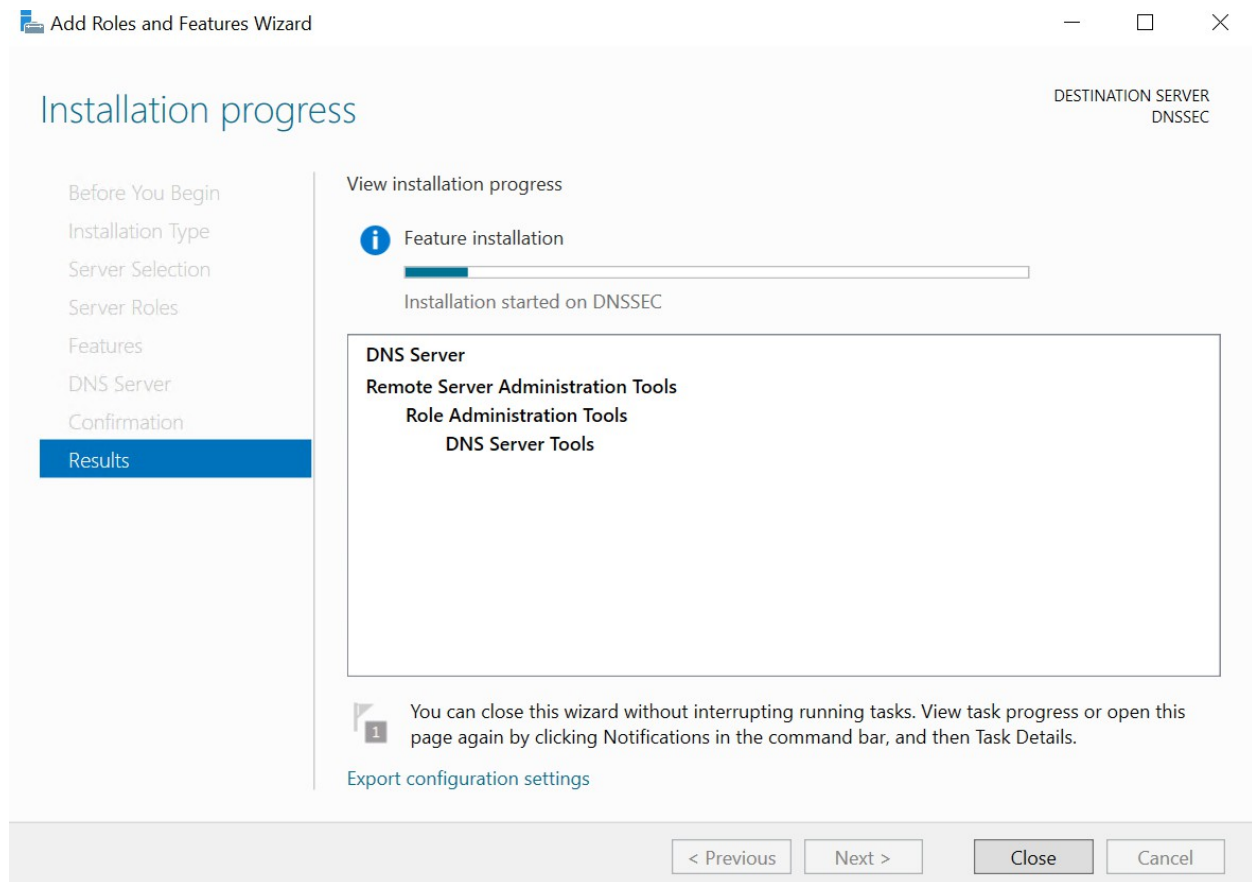 Add Roles and Features Wizard
Installation progress
DESTINATION SERVER
DNSSEC
Before You Begin
Installation Type
Server Selection
Server Roles
Features
DNS Server
Confirmation
Results
View installation progress
Feature installation
Installation started on DNSSEC
DNS Server
Remote Server Administration Tools
Role Administration Tools
DNS Server Tools
1
You can close this wizard without interrupting running tasks. View task progress or open this
page again by clicking Notifications in the command bar, and then Task Details.
Export configuration settings
< Previous
Next >
Close
Cancel